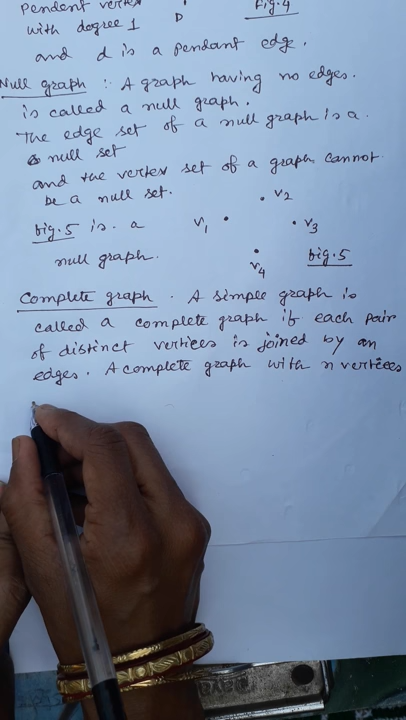 pendent vertex
with degree 1 D Fig.4
and d is a pendant edge.
Null graph :- A graph having no edges.
is called a null graph.
The edge set of a null graph is a
null set
and the vertex set of a graph cannot
be a null set.
V2
fig.5 is a V1 V3
null graph. V4 fig.5
Complete graph. A simple graph is
called a complete graph if each pair
of distinct vertices is joined by an
edges. A complete graph with n vertices